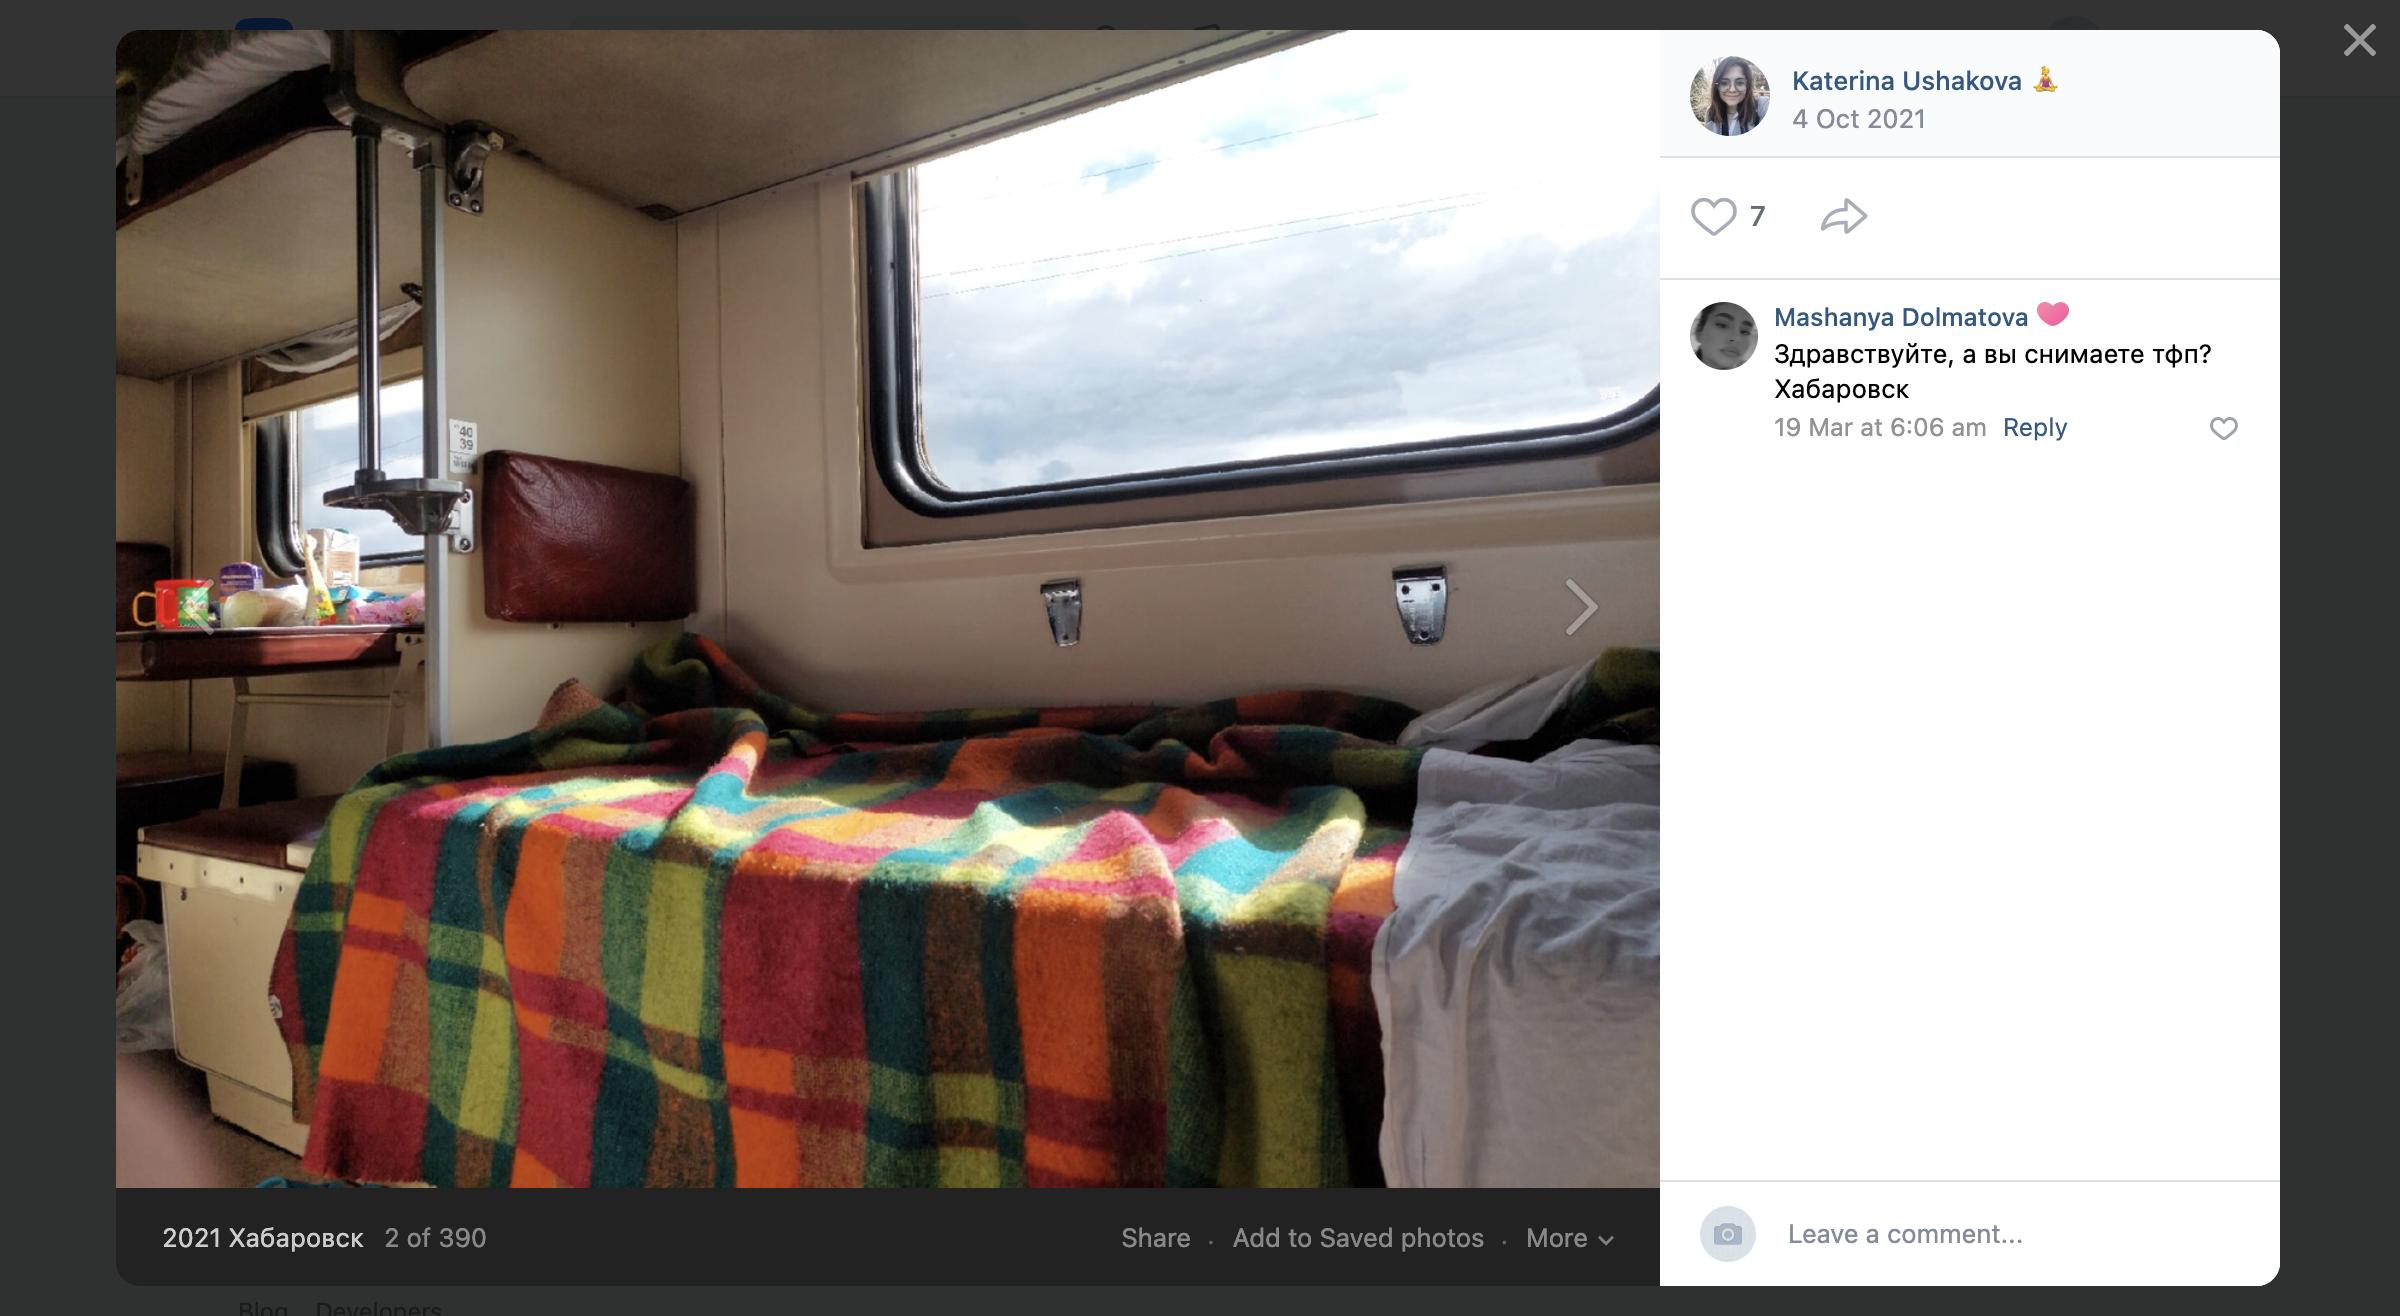 Katerina Ushakova
4 Oct 2021
7
Mashanya Dolmatova
Здравствуйте, а вы снимаете тфп?
Хабаровск
19 Mar at 6:06 am Reply
40
39
2021 Хабаровск 2 of 390
Share · Add to Saved photos · More
Leave a comment...
Blog Developers